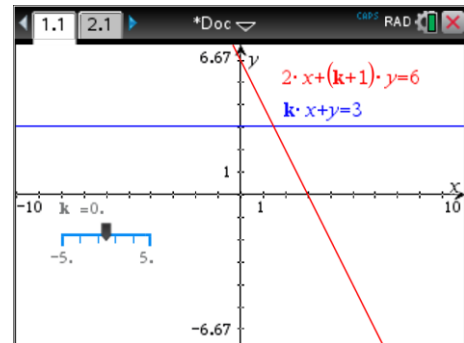 1.1 2.1 *Doc CAPS RAD
6.67 y
2·x+(k+1)·y=6
k·x+y=3
1
x
-10 k =0. 1 10
-5. 5.
-6.67